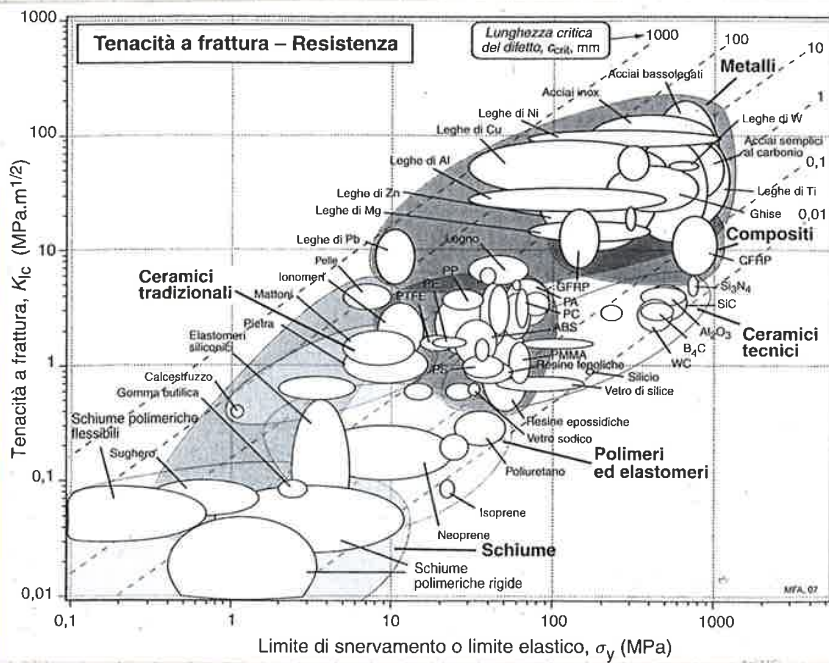 1000
Tenacità a frattura – Resistenza
Lunghezza critica
del difetto, c_crit, mm
1000
100
10
1
0,1
0,01
Metalli
Acciai bassolegati
Acciai inox
Leghe di Ni
Leghe di Cu
Leghe di W
Acciai semplici
al carbonio
Leghe di Al
Leghe di Ti
Leghe di Zn
Ghise
Leghe di Mg
Leghe di Pb
Legno
Compositi
CFRP
GFRP
Pelle
Ceramici
tradizionali
Ionomeri
Mattoni
PTFE
PE
PP
PA
PC
ABS
Si₃N₄
SiC
Al₂O₃
Ceramici
tecnici
B₄C
WC
Pietra
Elastomeri
siliconici
PMMA
PS
Resine fenoliche
Silicio
Calcestruzzo
Gomma butilica
Vetro di silice
Schiume polimeriche
flessibili
Resine epossidiche
Vetro sodico
Polimeri
ed elastomeri
Sughero
Poliuretano
Isoprene
Neoprene
Schiume
Schiume
polimeriche rigide
MFA, 07
Tenacità a frattura, K_Ic (MPa.m^1/2)
1000
100
10
1
0,1
0,01
0,1
1
10
100
1000
Limite di snervamento o limite elastico, σ_y (MPa)